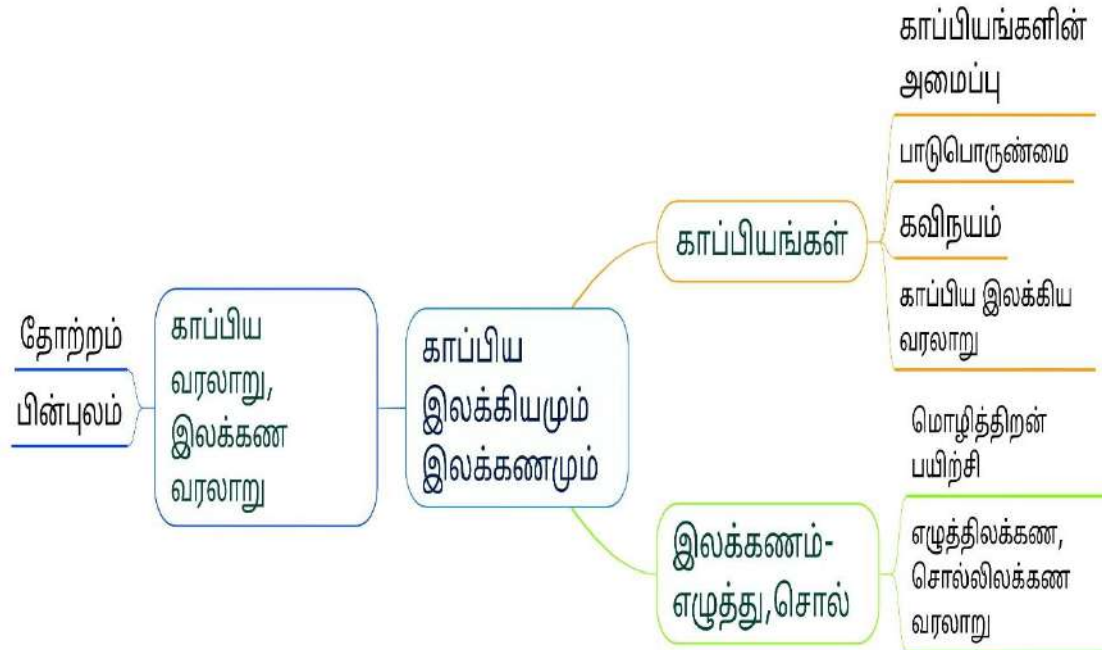 தோற்றம்
பின்புலம்
காப்பிய
வரலாறு,
இலக்கண
வரலாறு
காப்பிய
இலக்கியமும்
இலக்கணமும்
காப்பியங்கள்
காப்பியங்களின்
அமைப்பு
பாடுபொருண்மை
கவிநயம்
காப்பிய இலக்கிய
வரலாறு
இலக்கணம்-
எழுத்து,சொல்
மொழித்திறன்
பயிற்சி
எழுத்திலக்கண,
சொல்லிலக்கண
வரலாறு